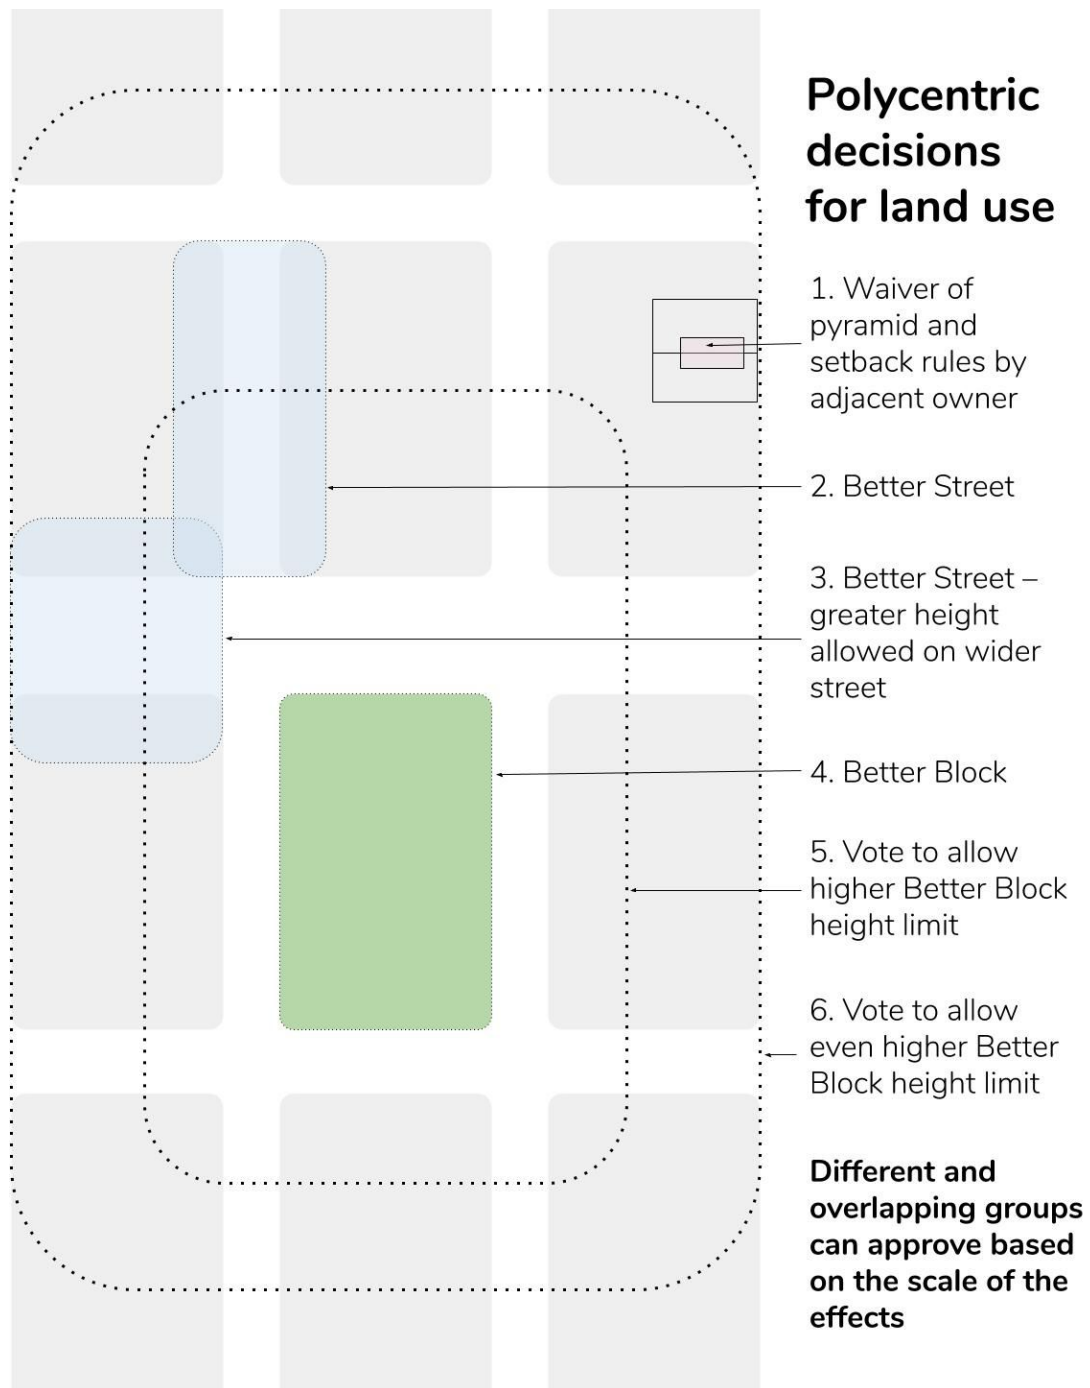 Polycentric
decisions
for land use
1. Waiver of
pyramid and
setback rules by
adjacent owner
2. Better Street
3. Better Street –
greater height
allowed on wider
street
4. Better Block
5. Vote to allow
higher Better Block
height limit
6. Vote to allow
even higher Better
Block height limit
Different and
overlapping groups
can approve based
on the scale of the
effects